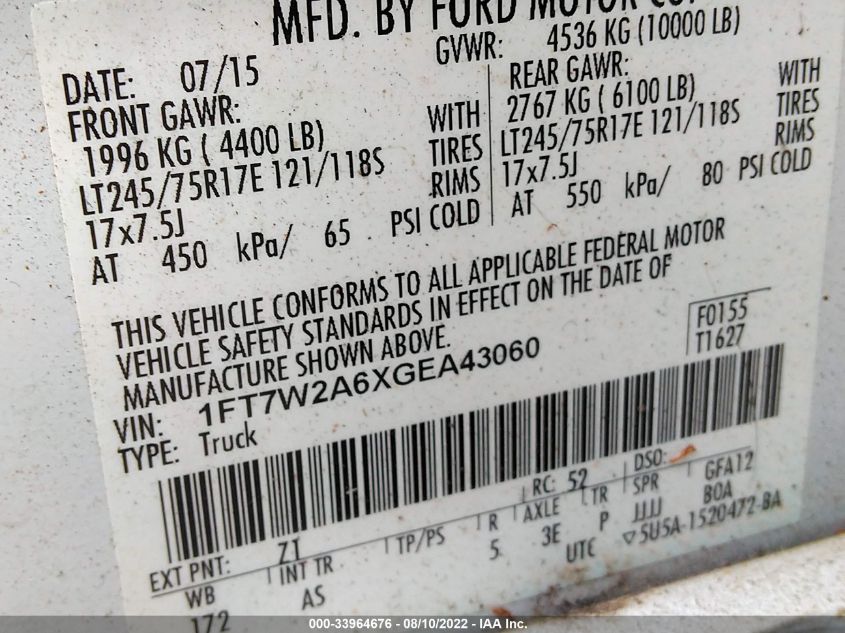 MFD. BY FORD MOTOR CO.
DATE: 07/15 GVWR: 4536 KG (10000 LB)
FRONT GAWR: REAR GAWR:
1996 KG ( 4400 LB) WITH 2767 KG ( 6100 LB) WITH
LT245/75R17E 121/118S TIRES LT245/75R17E 121/118S TIRES
17x7.5J RIMS 17x7.5J RIMS
AT 450 kPa/ 65 PSI COLD AT 550 kPa/ 80 PSI COLD
THIS VEHICLE CONFORMS TO ALL APPLICABLE FEDERAL MOTOR
VEHICLE SAFETY STANDARDS IN EFFECT ON THE DATE OF
MANUFACTURE SHOWN ABOVE.
F0155
T1627
VIN: 1FT7W2A6XGEA43060
TYPE: Truck
EXT PNT: Z1 RC: 52 DSO:
WB INT TR TP/PS R AXLE TR SPR GFA12
172 AS 5 3E P JJJJ BOA
UTC ▽5U5A-1520472-BA
000-33964676 - 08/10/2022 - IAA Inc.